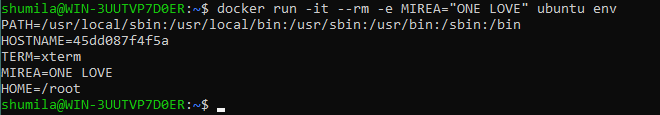 shumila@WIN-3UUTVP7D0ER:~$ docker run -it --rm -e MIREA="ONE LOVE" ubuntu env
PATH=/usr/local/sbin:/usr/local/bin:/usr/sbin:/usr/bin:/sbin:/bin
HOSTNAME=45dd087f4f5a
TERM=xterm
MIREA=ONE LOVE
HOME=/root
shumila@WIN-3UUTVP7D0ER:~$